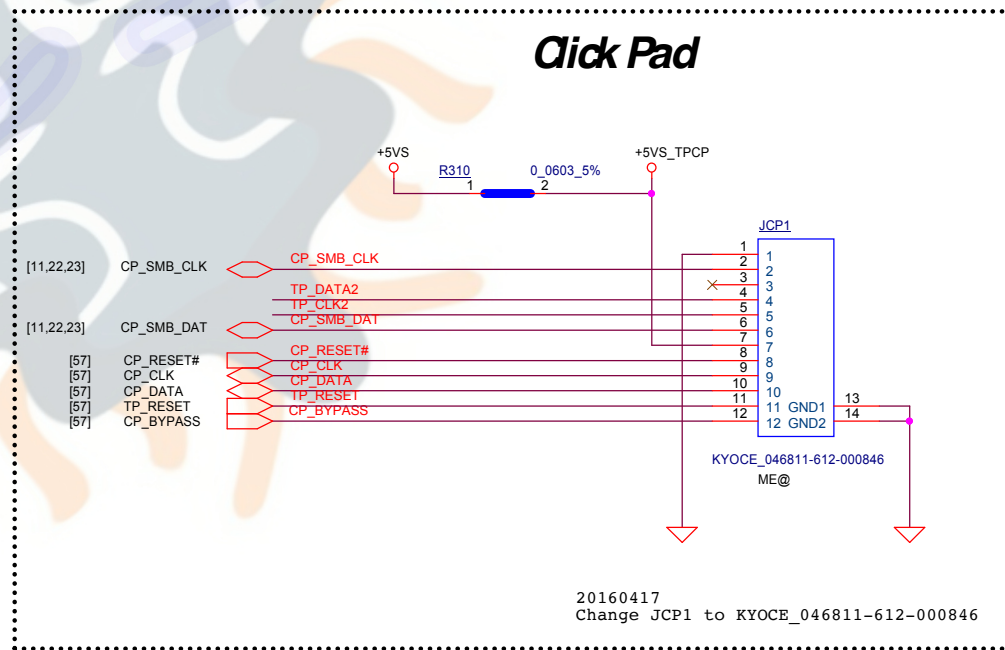 Click Pad
+5VS
+5VS_TPCP
R310
0_0603_5%
1
2
JCP1
[11,22,23] CP_SMB_CLK
CP_SMB_CLK
TP_DATA2
TP_CLK2
[11,22,23] CP_SMB_DAT
CP_SMB_DAT
[57] CP_RESET#
CP_RESET#
[57] CP_CLK
CP_CLK
[57] CP_DATA
CP_DATA
[57] TP_RESET
TP_RESET
[57] CP_BYPASS
CP_BYPASS
1 1
2 2
3 3
4 4
5 5
6 6
7 7
8 8
9 9
10 10
11 11 GND1 13
12 12 GND2 14
KYOCE_046811-612-000846
ME@
20160417
Change JCP1 to KYOCE_046811-612-000846